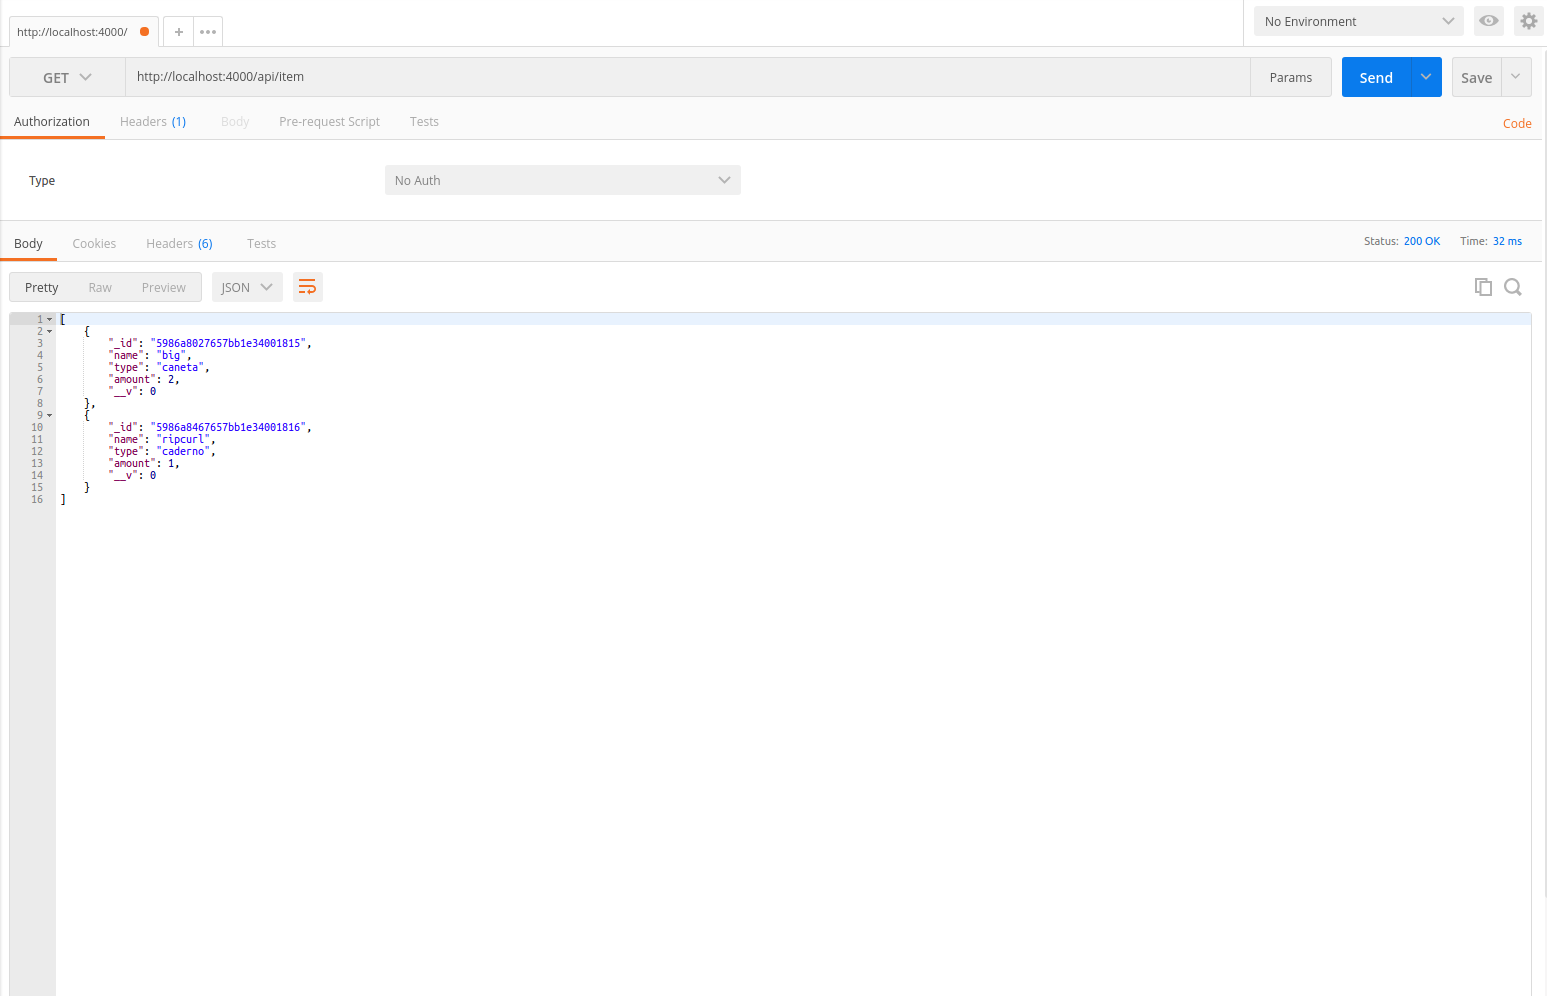 http://localhost:4000/
+
No Environment
GET
http://localhost:4000/api/item
Params
Send
Save
Authorization
Headers (1)
Body
Pre-request Script
Tests
Code
Type
No Auth
Body
Cookies
Headers (6)
Tests
Status: 200 OK
Time: 32 ms
Pretty
Raw
Preview
JSON
1 [
2 {
3 "_id": "5986a8027657bb1e34001815",
4 "name": "big",
5 "type": "caneta",
6 "amount": 2,
7 "__v": 0
8 },
9 {
10 "_id": "5986a8467657bb1e34001816",
11 "name": "ripcurl",
12 "type": "caderno",
13 "amount": 1,
14 "__v": 0
15 }
16 ]